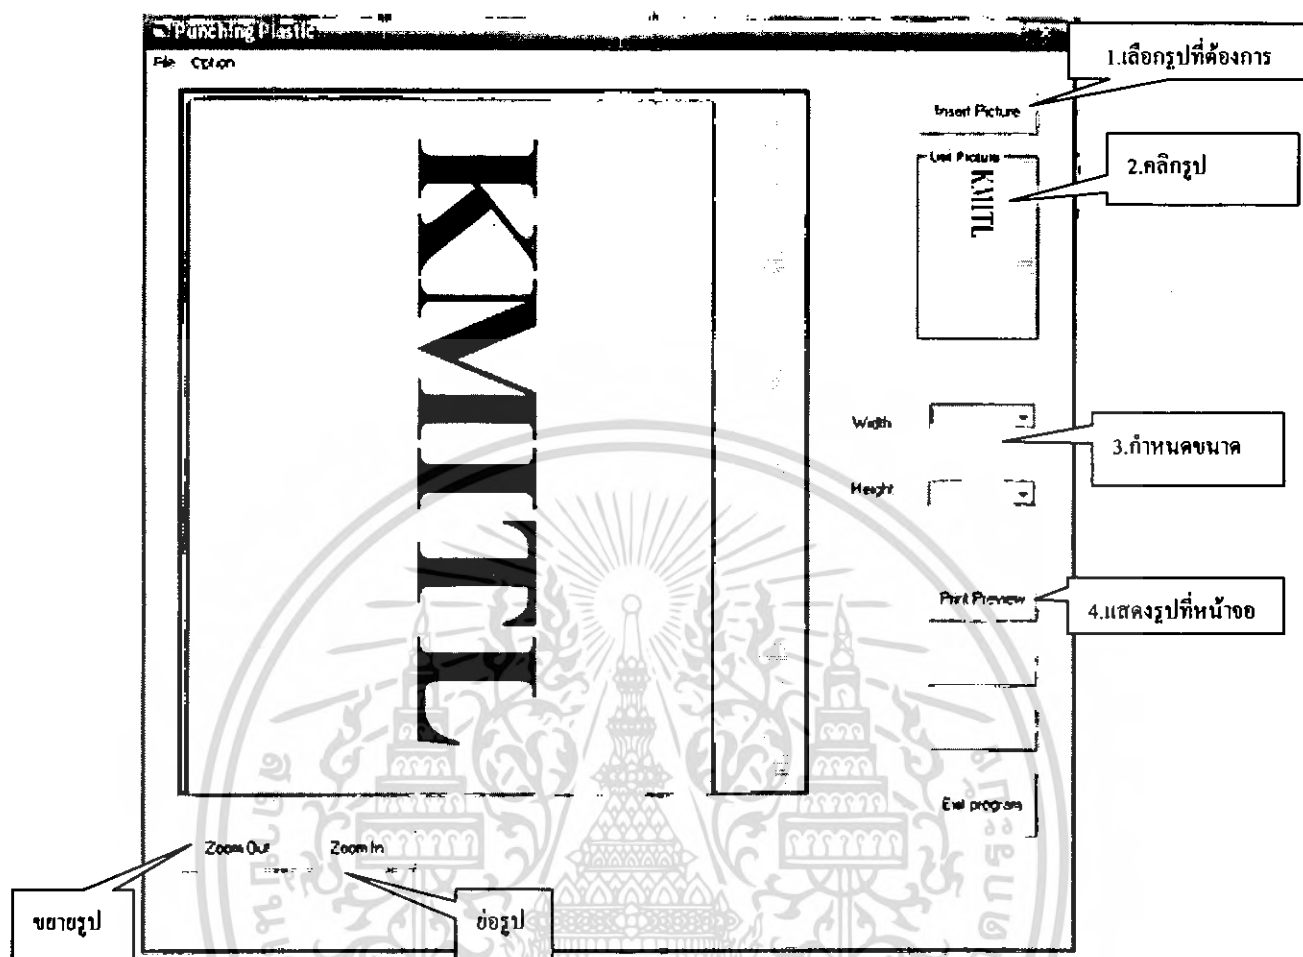 Punching Plastic
File Option
1.เลือกรูปที่ต้องการ
Insert Picture
List Picture
KMITL
2.คลิกรูป
KMITL
Width
3.กำหนดขนาด
Height
Print Preview
4.แสดงรูปที่หน้าจอ
Exit program
Zoom Out Zoom In
ขยายรูป
ย่อรูป